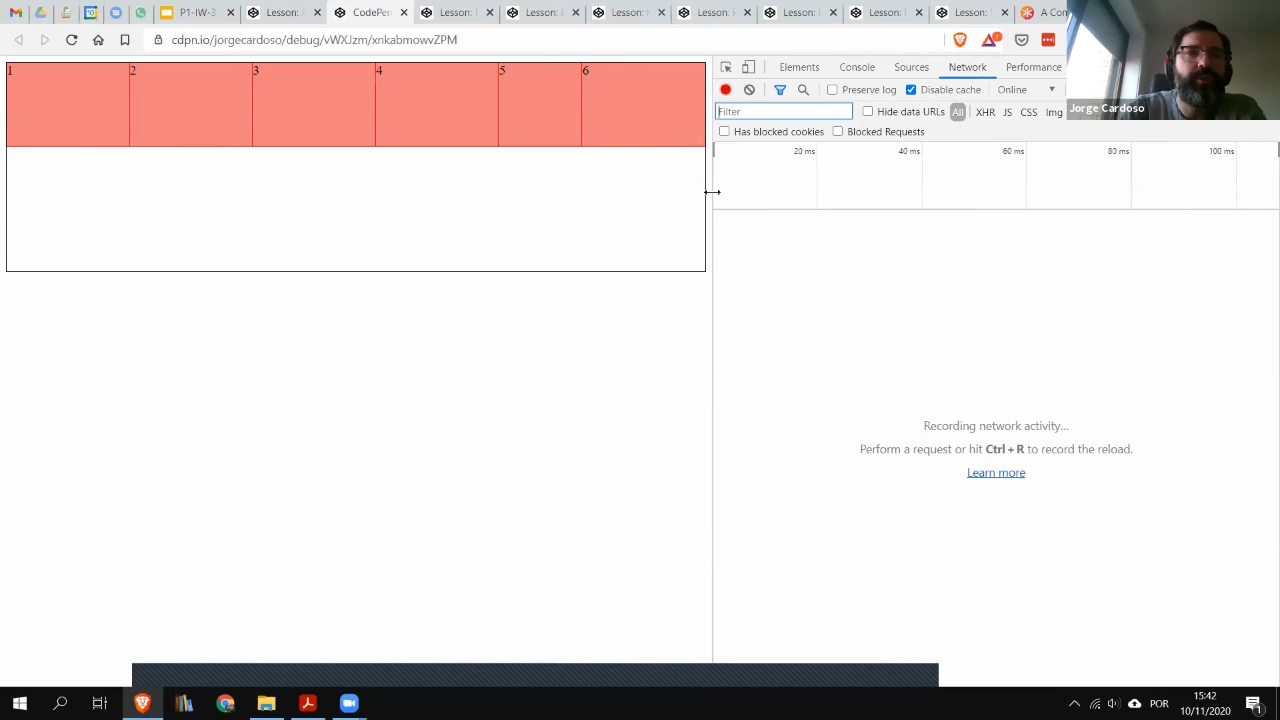 P1-IW-3
Lesson:
CodePen
Lesson: F
Lesson: F
Lesson: F
Lesson:
Lesson: F
Lesson: F
Lesson:
A Con
cdpn.io/jorgecardoso/debug/vWXJzm/xnkabmowvZPM
Elements Console Sources Network Performance
Preserve log Disable cache Online
Filter Hide data URLs All XHR JS CSS Img
Has blocked cookies Blocked Requests
20 ms 40 ms 60 ms 80 ms 100 ms
1 2 3 4 5 6
Recording network activity...
Perform a request or hit Ctrl + R to record the reload.
Learn more
Jorge Cardoso
POR
15:42
10/11/2020
1